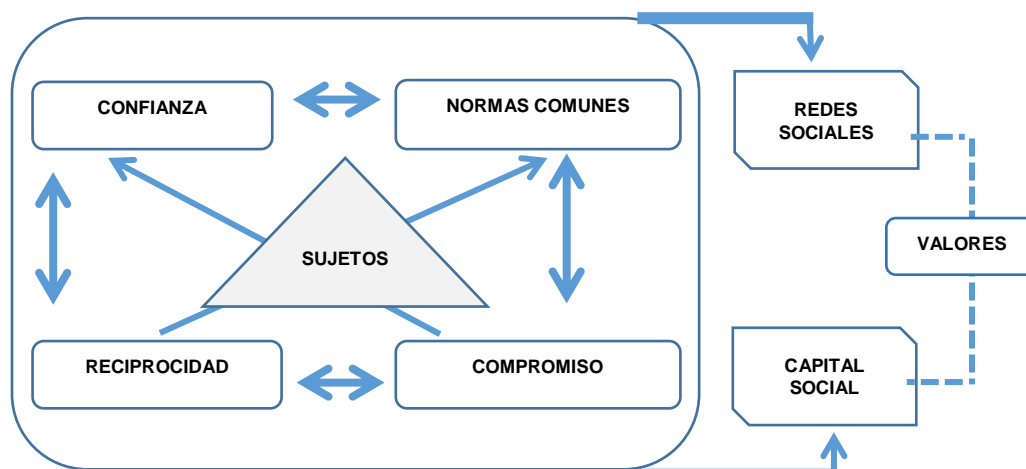 CONFIANZA
NORMAS COMUNES
REDES
SOCIALES
VALORES
SUJETOS
RECIPROCIDAD
COMPROMISO
CAPITAL
SOCIAL